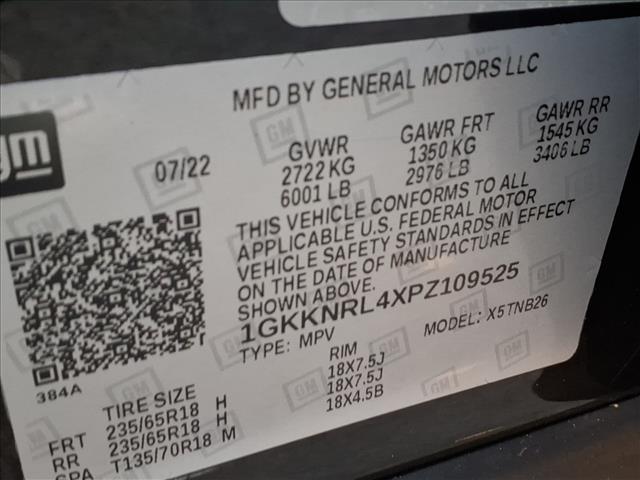 MFD BY GENERAL MOTORS LLC
gm
07/22 GVWR GAWR FRT GAWR RR
2722 KG 1350 KG 1545 KG
6001 LB 2976 LB 3406 LB
THIS VEHICLE CONFORMS TO ALL
APPLICABLE U.S. FEDERAL MOTOR
VEHICLE SAFETY STANDARDS IN EFFECT
ON THE DATE OF MANUFACTURE
SHOWN ABOVE.
1GKKNRL4XPZ109525
TYPE: MPV MODEL: X5TNB26
384A
TIRE SIZE RIM
FRT 235/65R18 H 18X7.5J
RR 235/65R18 H 18X7.5J
SPA T135/70R18 M 18X4.5B